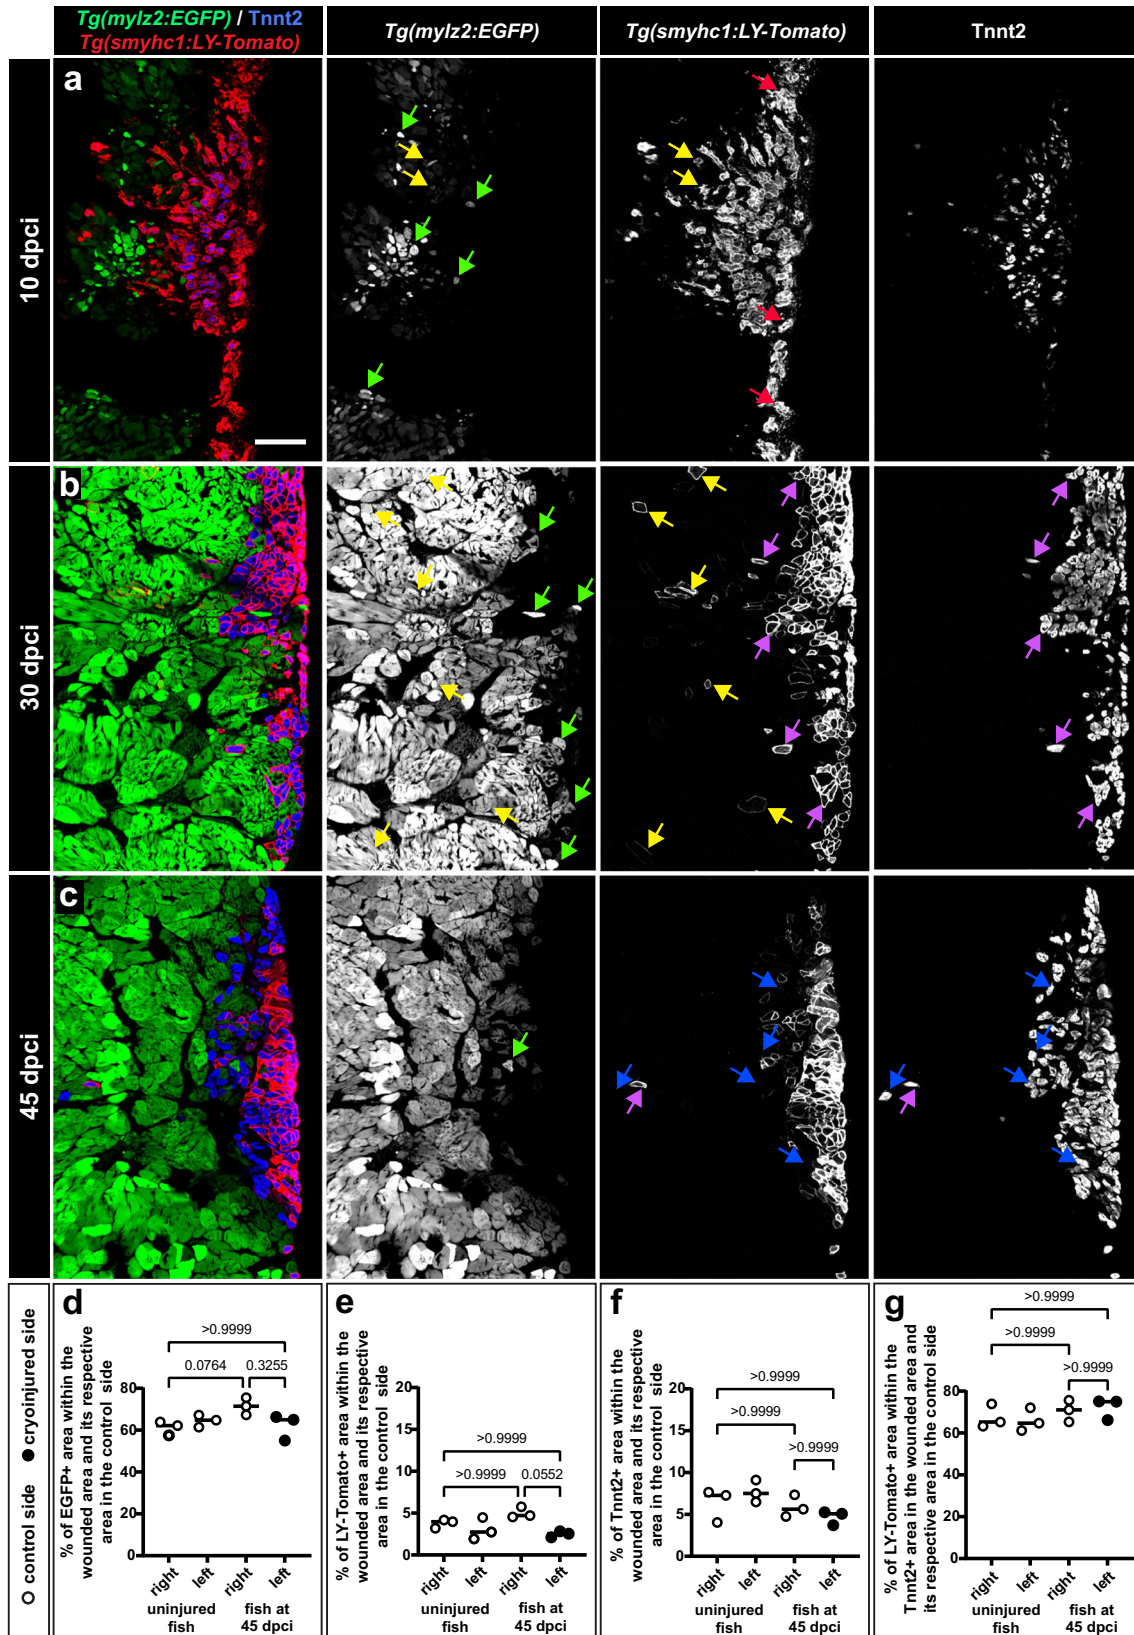 Tg(mylz2:EGFP) / Tnnt2
Tg(smyhc1:LY-Tomato)
Tg(mylz2:EGFP)
Tg(smyhc1:LY-Tomato)
Tnnt2
10 dpci
a
30 dpci
b
45 dpci
c
control side
cryoinjured side
d
% of EGFP+ area within the
wounded area and its respective
area in the control side
80
60
40
20
0
>0.9999
0.0764
0.3255
right
left
right
left
uninjured
fish
fish at
45 dpci
e
% of LY-Tomato+ area within the
wounded area and its respective
area in the control side
20
15
10
5
0
>0.9999
>0.9999
0.0552
right
left
right
left
uninjured
fish
fish at
45 dpci
f
% of Tnnt2+ area within the
wounded area and its respective
area in the control side
20
15
10
5
0
>0.9999
>0.9999
>0.9999
right
left
right
left
uninjured
fish
fish at
45 dpci
g
% of LY-Tomato+ area within the
Tnnt2+ area in the wounded area and
its respective area in the control side
80
60
40
20
0
>0.9999
>0.9999
>0.9999
right
left
right
left
uninjured
fish
fish at
45 dpci